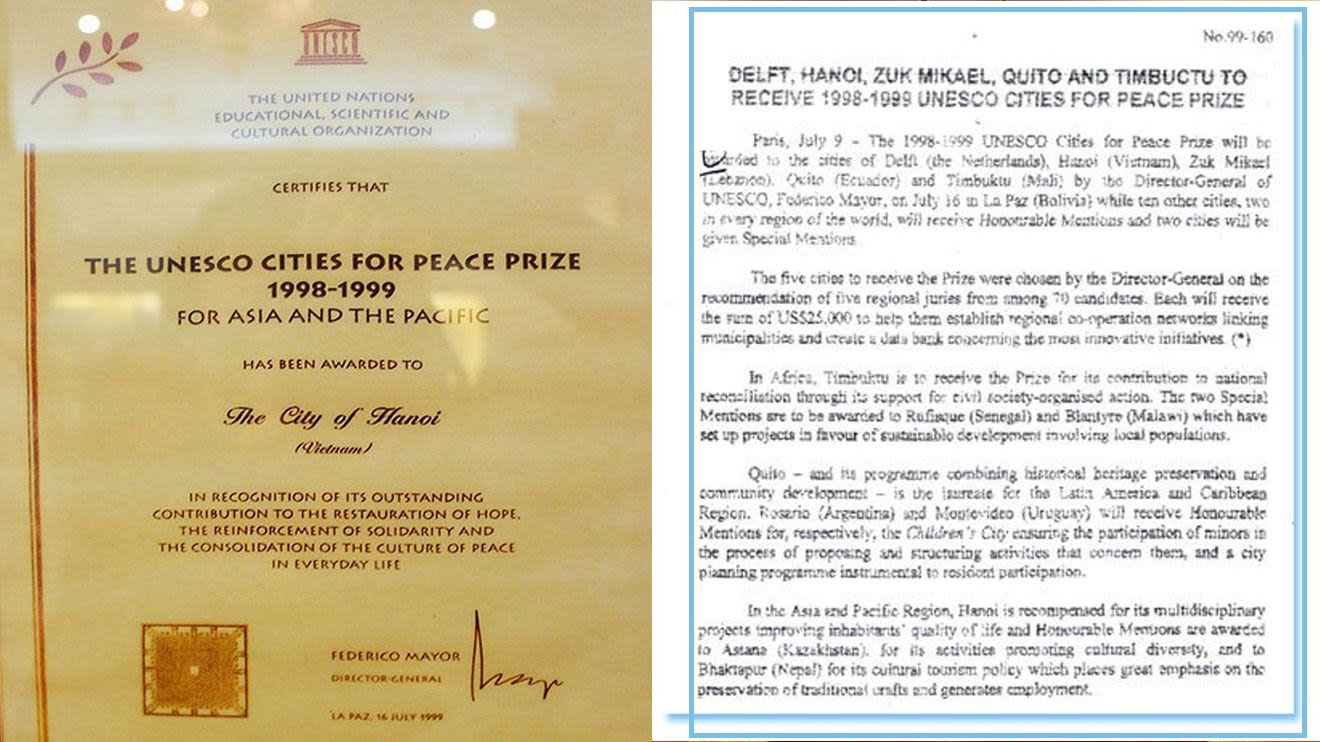 UNESCO
THE UNITED NATIONS
EDUCATIONAL, SCIENTIFIC AND
CULTURAL ORGANIZATION
CERTIFIES THAT
THE UNESCO CITIES FOR PEACE PRIZE
1998-1999
FOR ASIA AND THE PACIFIC
HAS BEEN AWARDED TO
The City of Hanoi
(Vietnam)
IN RECOGNITION OF ITS OUTSTANDING
CONTRIBUTION TO THE RESTAURATION OF HOPE,
THE REINFORCEMENT OF SOLIDARITY AND
THE CONSOLIDATION OF THE CULTURE OF PEACE
IN EVERYDAY LIFE
FEDERICO MAYOR
DIRECTOR-GENERAL
LA PAZ, 16 JULY 1999
No.99-160
DELFT, HANOI, ZUK MIKAEL, QUITO AND TIMBUCTU TO
RECEIVE 1998-1999 UNESCO CITIES FOR PEACE PRIZE
Paris, July 9 – The 1998-1999 UNESCO Cities for Peace Prize will be
awarded to the cities of Delft (the Netherlands), Hanoi (Vietnam), Zuk Mikael
(Lebanon), Quito (Ecuador) and Timbuktu (Mali) by the Director-General of
UNESCO, Federico Mayor, on July 16 in La Paz (Bolivia) while ten other cities, two
in every region of the world, will receive Honourable Mentions and two cities will be
given Special Mentions.
The five cities to receive the Prize were chosen by the Director-General on the
recommendation of five regional juries from among 70 candidates. Each will receive
the sum of US$25,000 to help them establish regional co-operation networks linking
municipalities and create a data bank concerning the most innovative initiatives. (*)
In Africa, Timbuktu is to receive the Prize for its contribution to national
reconciliation through its support for civil society-organised action. The two Special
Mentions are to be awarded to Rufisque (Senegal) and Blantyre (Malawi) which have
set up projects in favour of sustainable development involving local populations.
Quito – and its programme combining historical heritage preservation and
community development – is the laureate for the Latin America and Caribbean
Region. Rosario (Argentina) and Montevideo (Uruguay) will receive Honourable
Mentions for, respectively, the Children's City ensuring the participation of minors in
the process of proposing and structuring activities that concern them, and a city
planning programme instrumental to resident participation.
In the Asia and Pacific Region, Hanoi is recompensed for its multidisciplinary
projects improving inhabitants' quality of life and Honourable Mentions are awarded
to Astana (Kazakhstan), for its activities promoting cultural diversity, and to
Bhaktapur (Nepal) for its cultural tourism policy which places great emphasis on the
preservation of traditional crafts and generates employment.